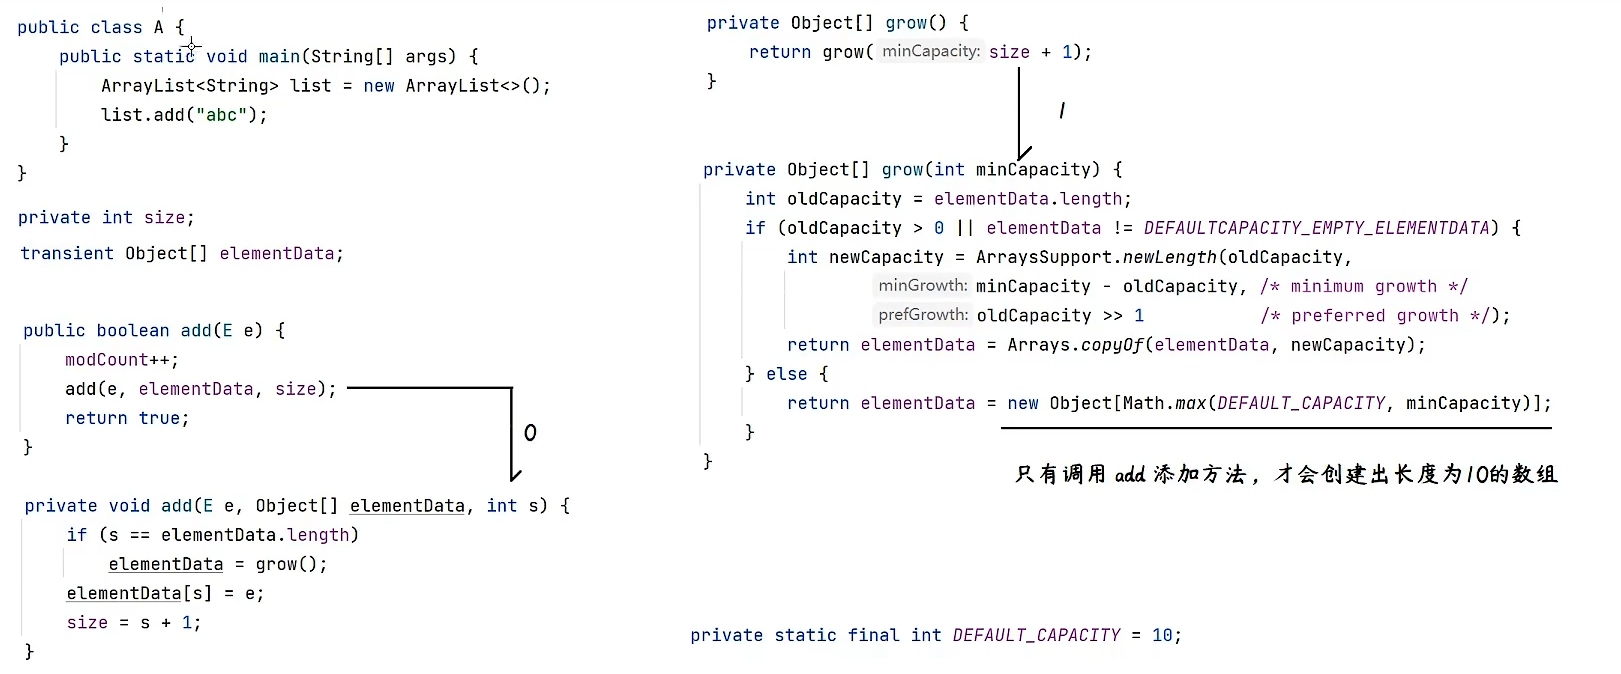 public class A {
public static void main(String[] args) {
ArrayList<String> list = new ArrayList<>();
list.add("abc");
}
}
private int size;
transient Object[] elementData;
public boolean add(E e) {
modCount++;
add(e, elementData, size);
return true;
}
0
private void add(E e, Object[] elementData, int s) {
if (s == elementData.length)
elementData = grow();
elementData[s] = e;
size = s + 1;
}
private Object[] grow() {
return grow( minCapacity: size + 1);
}
1
private Object[] grow(int minCapacity) {
int oldCapacity = elementData.length;
if (oldCapacity > 0 || elementData != DEFAULTCAPACITY_EMPTY_ELEMENTDATA) {
int newCapacity = ArraysSupport.newLength(oldCapacity,
minGrowth: minCapacity - oldCapacity, /* minimum growth */
prefGrowth: oldCapacity >> 1 /* preferred growth */);
return elementData = Arrays.copyOf(elementData, newCapacity);
} else {
return elementData = new Object[Math.max(DEFAULT_CAPACITY, minCapacity)];
}
}
只有调用 add 添加方法，才会创建出长度为10的数组
private static final int DEFAULT_CAPACITY = 10;